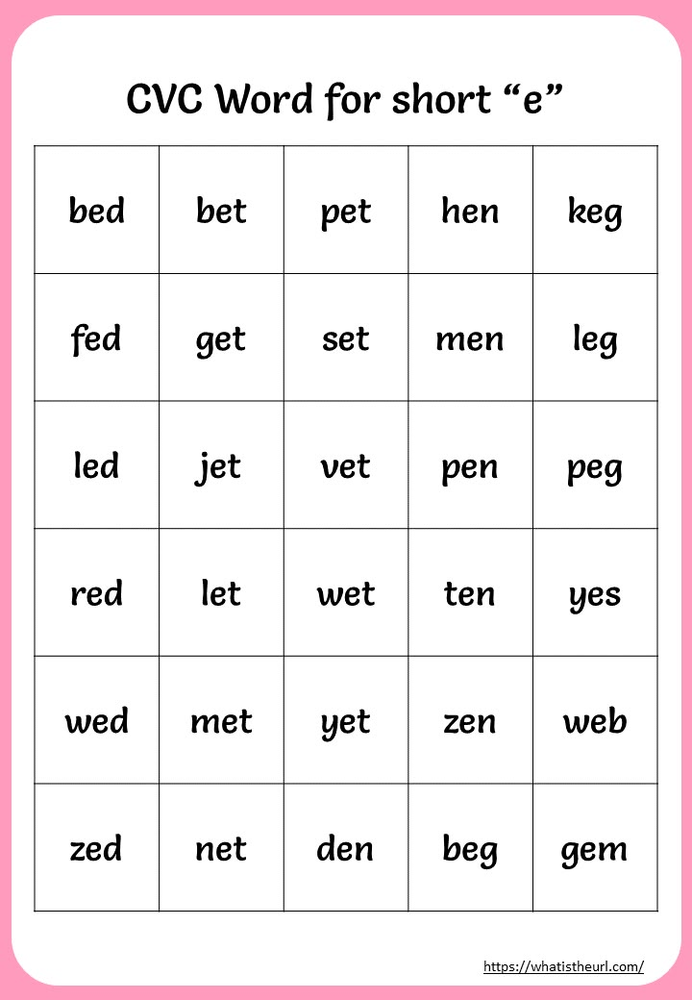 CVC Word for short “e”
bed bet pet hen keg
fed get set men leg
led jet vet pen peg
red let wet ten yes
wed met yet zen web
zed net den beg gem
https://whatistheurl.com/